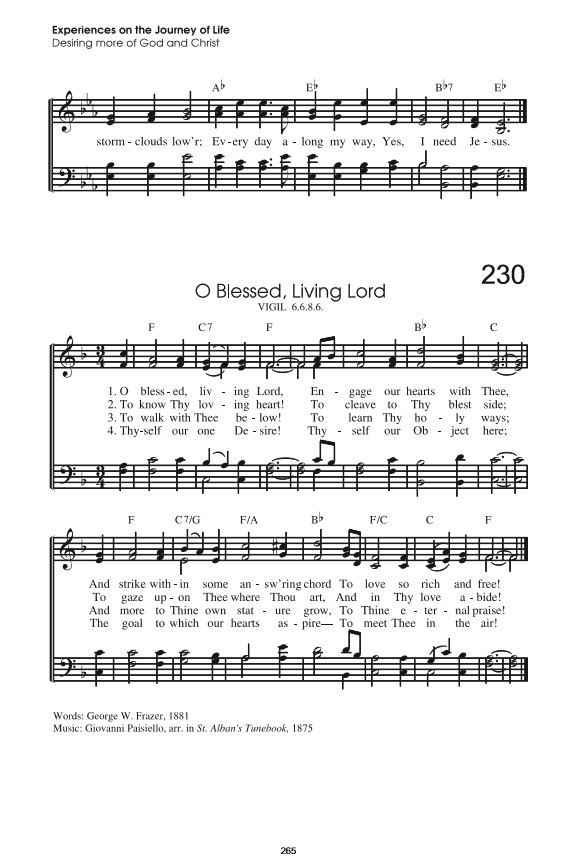 Experiences on the Journey of Life
Desiring more of God and Christ
A♭ E♭ B♭7 E♭
storm - clouds low'r; Ev - ery day a - long my way, Yes, I need Je - sus.
230
O Blessed, Living Lord
VIGIL 6.6.8.6.
F C7 F B♭ C
1. O bless - ed, liv - ing Lord, En - gage our hearts with Thee,
2. To know Thy lov - ing heart! To cleave to Thy blest side;
3. To walk with Thee be - low! To learn Thy ho - ly ways;
4. Thy-self our one De - sire! Thy - self our Ob - ject here;
F C7/G F/A B♭ F/C C F
And strike with - in some an - sw'ring chord To love so rich and free!
To gaze up - on Thee where Thou art, And in Thy love a - bide!
And more to Thine own stat - ure grow, To Thine e - ter - nal praise!
The goal to which our hearts as - pire— To meet Thee in the air!
Words: George W. Frazer, 1881
Music: Giovanni Paisiello, arr. in St. Alban's Tunebook, 1875
265